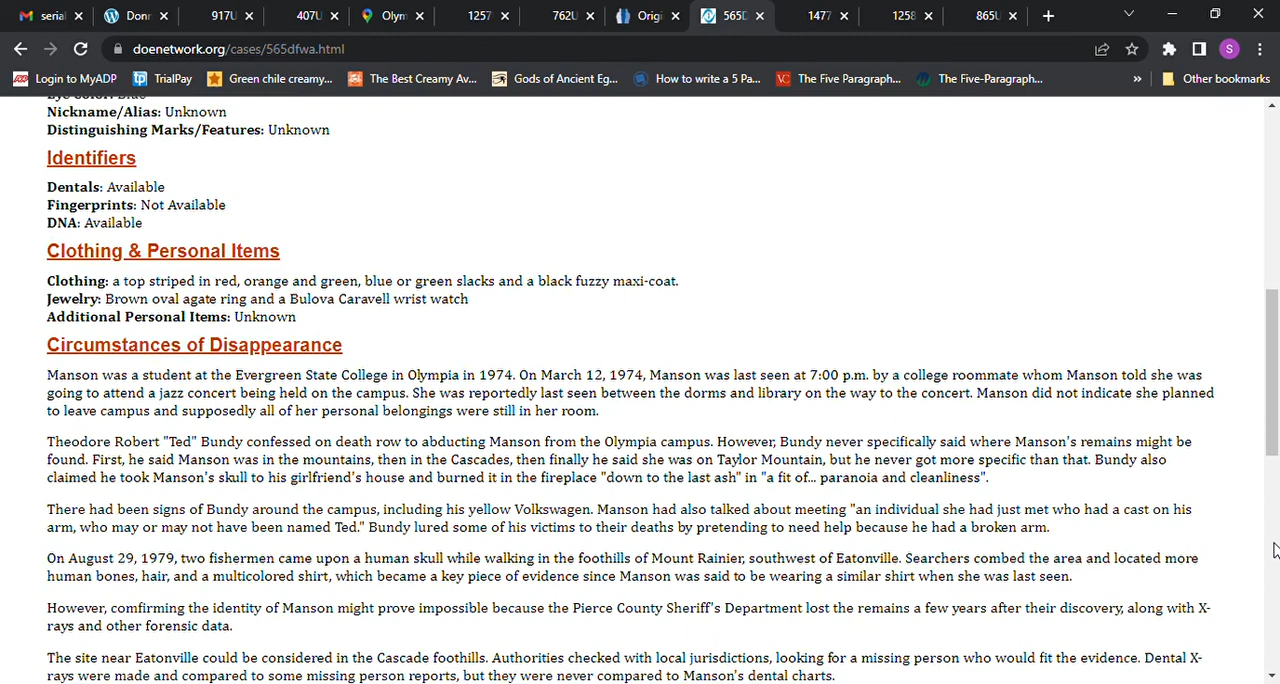 serial
Donr
917U
407U
Olym
1257
762U
Origi
565D
1477
1258
865U
doenetwork.org/cases/565dfwa.html
S
Login to MyADP
TrialPay
Green chile creamy...
The Best Creamy Av...
Gods of Ancient Eg...
How to write a 5 Pa...
VC The Five Paragraph...
The Five-Paragraph...
»
Other bookmarks
Eye Color: Blue
Nickname/Alias: Unknown
Distinguishing Marks/Features: Unknown
Identifiers
Dentals: Available
Fingerprints: Not Available
DNA: Available
Clothing & Personal Items
Clothing: a top striped in red, orange and green, blue or green slacks and a black fuzzy maxi-coat.
Jewelry: Brown oval agate ring and a Bulova Caravell wrist watch
Additional Personal Items: Unknown
Circumstances of Disappearance
Manson was a student at the Evergreen State College in Olympia in 1974. On March 12, 1974, Manson was last seen at 7:00 p.m. by a college roommate whom Manson told she was
going to attend a jazz concert being held on the campus. She was reportedly last seen between the dorms and library on the way to the concert. Manson did not indicate she planned
to leave campus and supposedly all of her personal belongings were still in her room.
Theodore Robert "Ted" Bundy confessed on death row to abducting Manson from the Olympia campus. However, Bundy never specifically said where Manson's remains might be
found. First, he said Manson was in the mountains, then in the Cascades, then finally he said she was on Taylor Mountain, but he never got more specific than that. Bundy also
claimed he took Manson's skull to his girlfriend's house and burned it in the fireplace "down to the last ash" in "a fit of... paranoia and cleanliness".
There had been signs of Bundy around the campus, including his yellow Volkswagen. Manson had also talked about meeting "an individual she had just met who had a cast on his
arm, who may or may not have been named Ted." Bundy lured some of his victims to their deaths by pretending to need help because he had a broken arm.
On August 29, 1979, two fishermen came upon a human skull while walking in the foothills of Mount Rainier, southwest of Eatonville. Searchers combed the area and located more
human bones, hair, and a multicolored shirt, which became a key piece of evidence since Manson was said to be wearing a similar shirt when she was last seen.
However, comfirming the identity of Manson might prove impossible because the Pierce County Sheriff's Department lost the remains a few years after their discovery, along with X-
rays and other forensic data.
The site near Eatonville could be considered in the Cascade foothills. Authorities checked with local jurisdictions, looking for a missing person who would fit the evidence. Dental X-
rays were made and compared to some missing person reports, but they were never compared to Manson's dental charts.